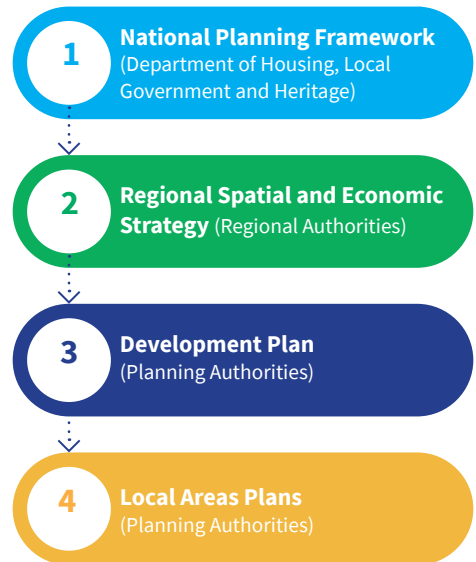 1
National Planning Framework
(Department of Housing, Local
Government and Heritage)
2
Regional Spatial and Economic
Strategy (Regional Authorities)
3
Development Plan
(Planning Authorities)
4
Local Areas Plans
(Planning Authorities)